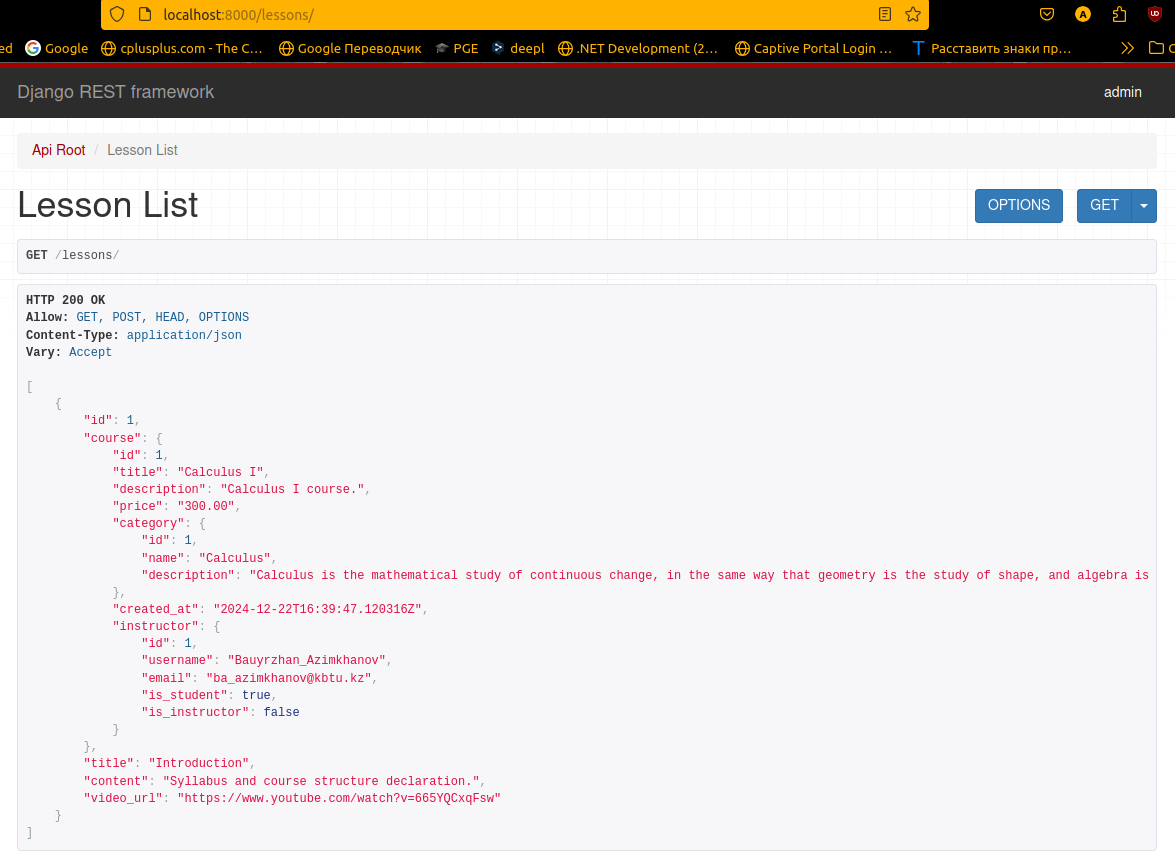 localhost:8000/lessons/
ed Google cplusplus.com - The C… Google Переводчик PGE deepl .NET Development (2… Captive Portal Login … Расставить знаки пр…
Django REST framework admin
Api Root / Lesson List
Lesson List OPTIONS GET
GET /lessons/
HTTP 200 OK
Allow: GET, POST, HEAD, OPTIONS
Content-Type: application/json
Vary: Accept
[
    {
        "id": 1,
        "course": {
            "id": 1,
            "title": "Calculus I",
            "description": "Calculus I course.",
            "price": "300.00",
            "category": {
                "id": 1,
                "name": "Calculus",
                "description": "Calculus is the mathematical study of continuous change, in the same way that geometry is the study of shape, and algebra is
            },
            "created_at": "2024-12-22T16:39:47.120316Z",
            "instructor": {
                "id": 1,
                "username": "Bauyrzhan_Azimkhanov",
                "email": "ba_azimkhanov@kbtu.kz",
                "is_student": true,
                "is_instructor": false
            }
        },
        "title": "Introduction",
        "content": "Syllabus and course structure declaration.",
        "video_url": "https://www.youtube.com/watch?v=665YQCxqFsw"
    }
]